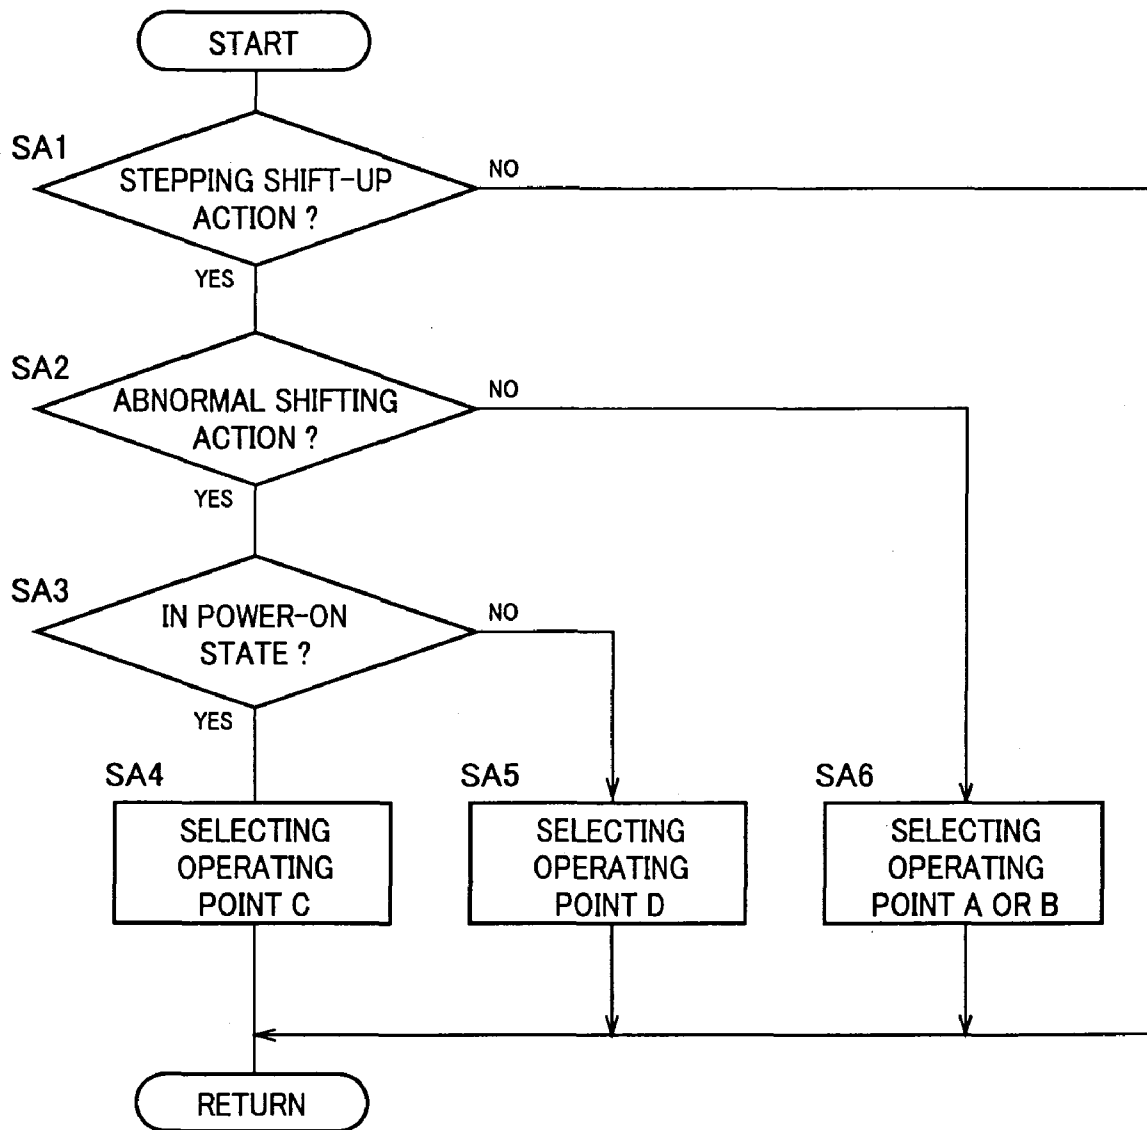 START
SA1
STEPPING SHIFT-UP
ACTION ?
NO
YES
SA2
ABNORMAL SHIFTING
ACTION ?
NO
YES
SA3
IN POWER-ON
STATE ?
NO
YES
SA4
SELECTING
OPERATING
POINT C
SA5
SELECTING
OPERATING
POINT D
SA6
SELECTING
OPERATING
POINT A OR B
RETURN